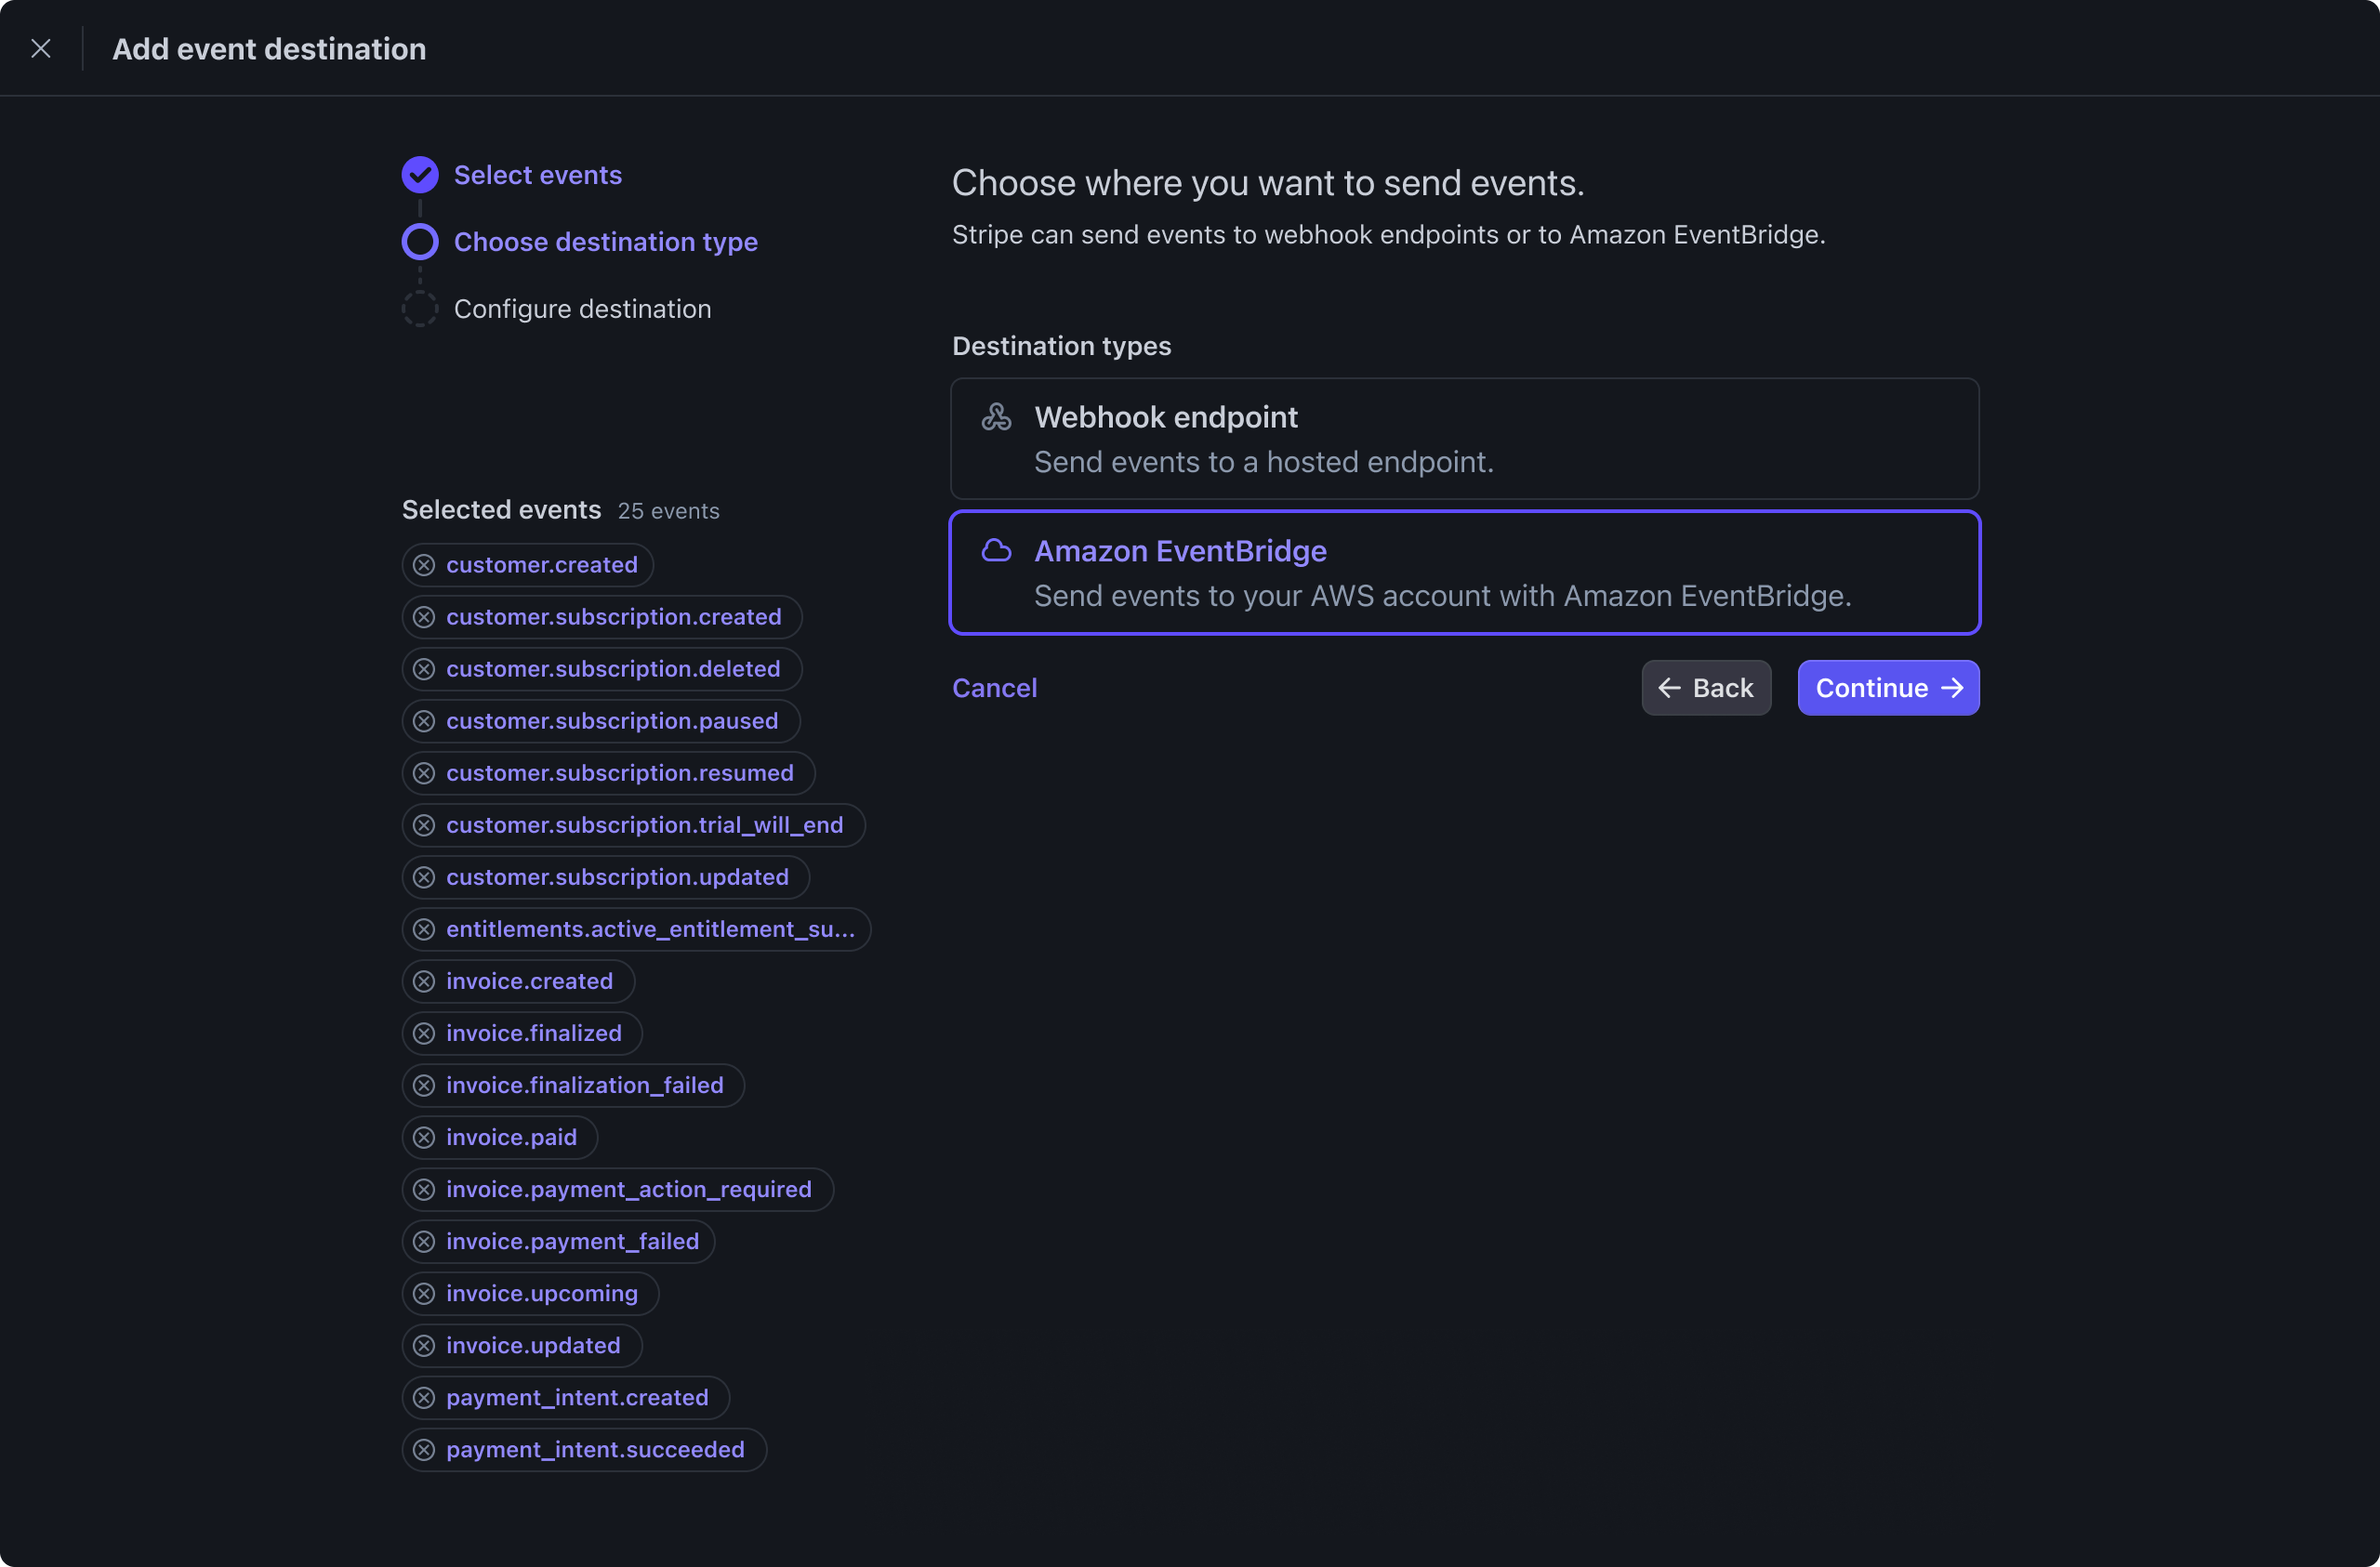 Add event destination
Select events
Choose destination type
Configure destination
Selected events 25 events
customer.created
customer.subscription.created
customer.subscription.deleted
customer.subscription.paused
customer.subscription.resumed
customer.subscription.trial_will_end
customer.subscription.updated
entitlements.active_entitlement_su...
invoice.created
invoice.finalized
invoice.finalization_failed
invoice.paid
invoice.payment_action_required
invoice.payment_failed
invoice.upcoming
invoice.updated
payment_intent.created
payment_intent.succeeded
Choose where you want to send events.
Stripe can send events to webhook endpoints or to Amazon EventBridge.
Destination types
Webhook endpoint
Send events to a hosted endpoint.
Amazon EventBridge
Send events to your AWS account with Amazon EventBridge.
Cancel
Back
Continue